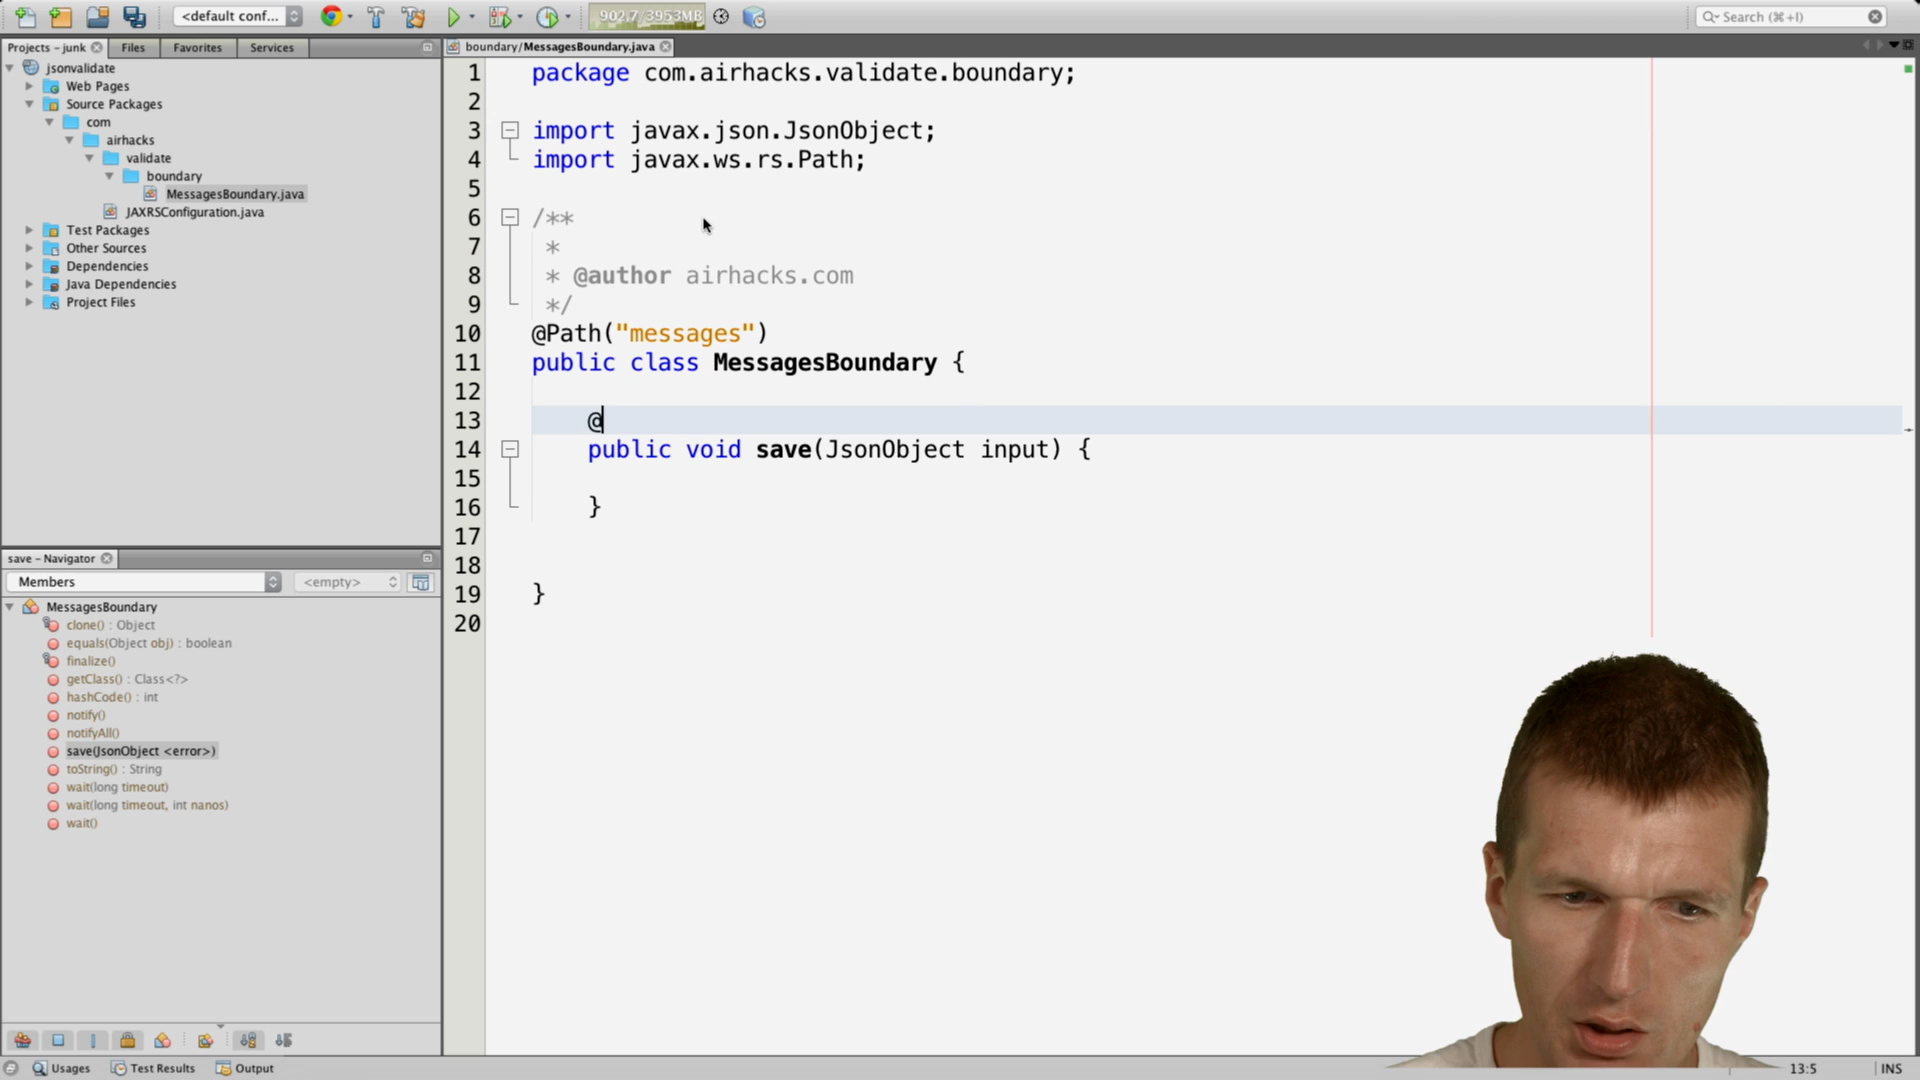 <default conf...
902.7/3953MB
Search (⌘+I)
Projects – junk
Files
Favorites
Services
boundary/MessagesBoundary.java
jsonvalidate
Web Pages
Source Packages
com
airhacks
validate
boundary
MessagesBoundary.java
JAXRSConfiguration.java
Test Packages
Other Sources
Dependencies
Java Dependencies
Project Files
save – Navigator
Members
<empty>
MessagesBoundary
clone() : Object
equals(Object obj) : boolean
finalize()
getClass() : Class<?>
hashCode() : int
notify()
notifyAll()
save(JsonObject <error>)
toString() : String
wait(long timeout)
wait(long timeout, int nanos)
wait()
1 package com.airhacks.validate.boundary;
2
3 import javax.json.JsonObject;
4 import javax.ws.rs.Path;
5
6 /**
7 *
8 * @author airhacks.com
9 */
10 @Path("messages")
11 public class MessagesBoundary {
12
13 @
14 public void save(JsonObject input) {
15
16 }
17
18
19 }
20
Usages
Test Results
Output
13:5
INS